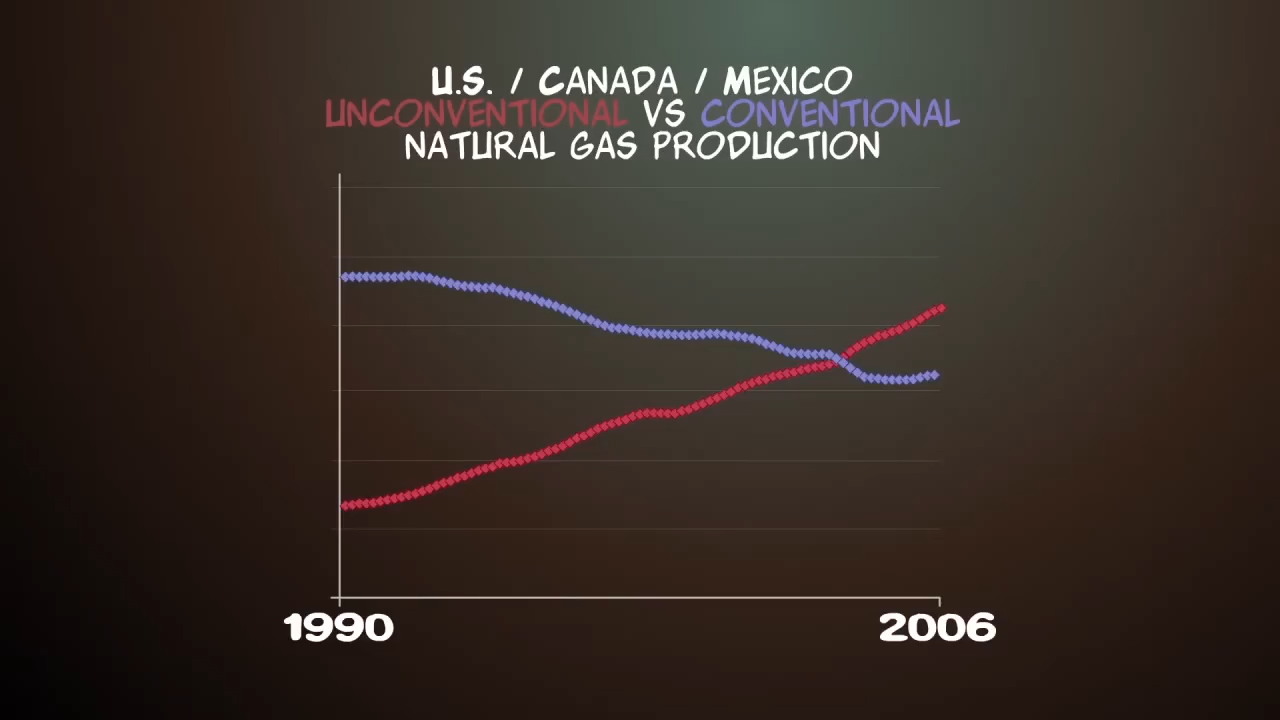 U.S. / CANADA / MEXICO
UNCONVENTIONAL VS CONVENTIONAL
NATURAL GAS PRODUCTION
1990
2006